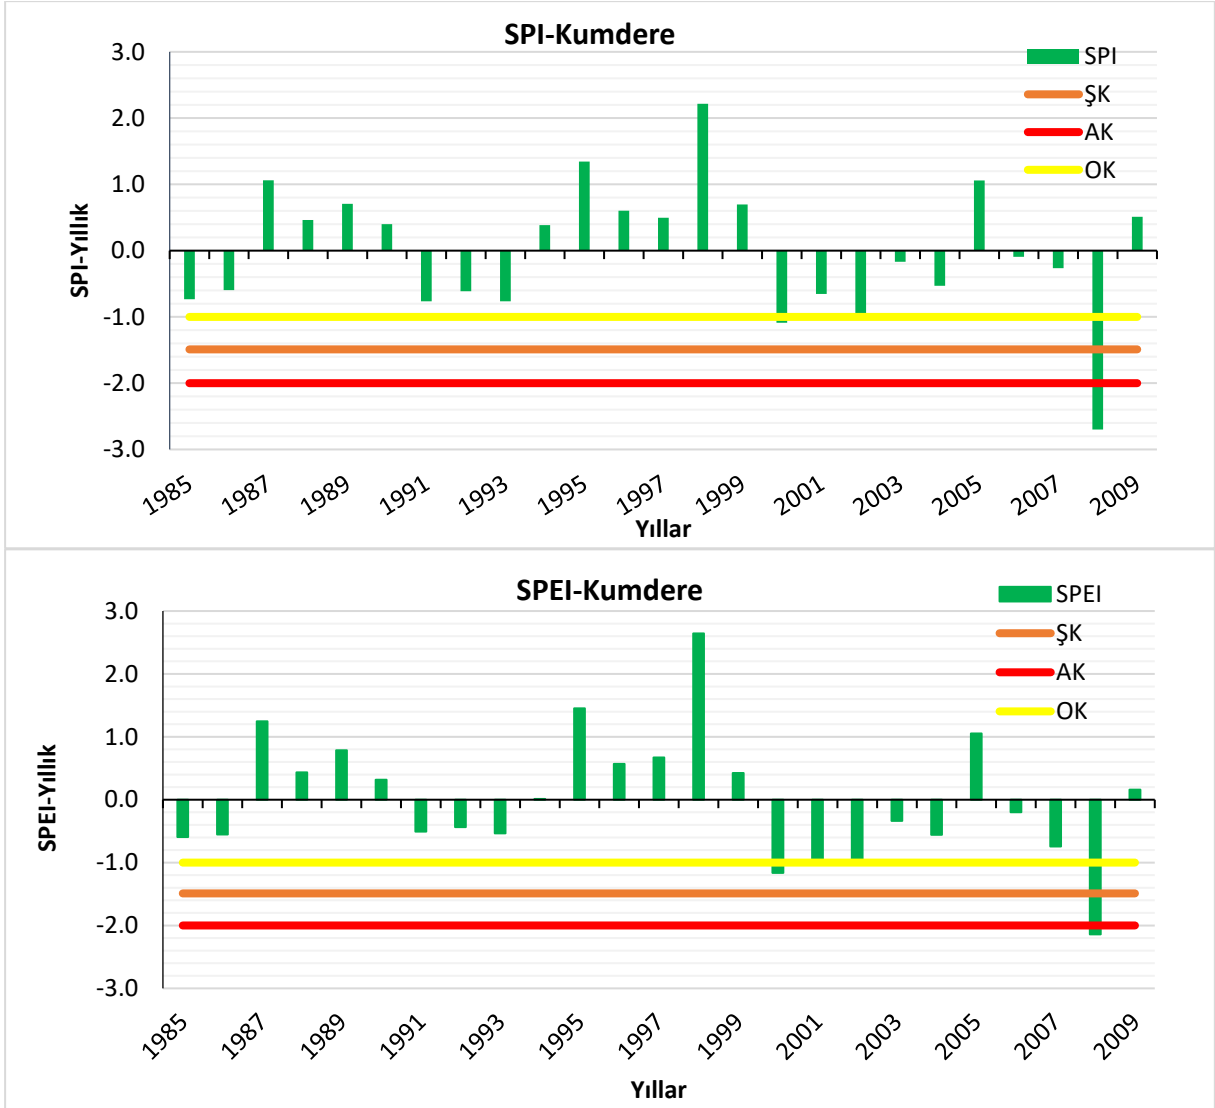 SPI-Kumdere
SPI
ŞK
AK
OK
3.0
2.0
1.0
0.0
-1.0
-2.0
-3.0
SPI-Yıllık
1985 1987 1989 1991 1993 1995 1997 1999 2001 2003 2005 2007 2009
Yıllar
SPEI-Kumdere
SPEI
ŞK
AK
OK
3.0
2.0
1.0
0.0
-1.0
-2.0
-3.0
SPEI-Yıllık
1985 1987 1989 1991 1993 1995 1997 1999 2001 2003 2005 2007 2009
Yıllar